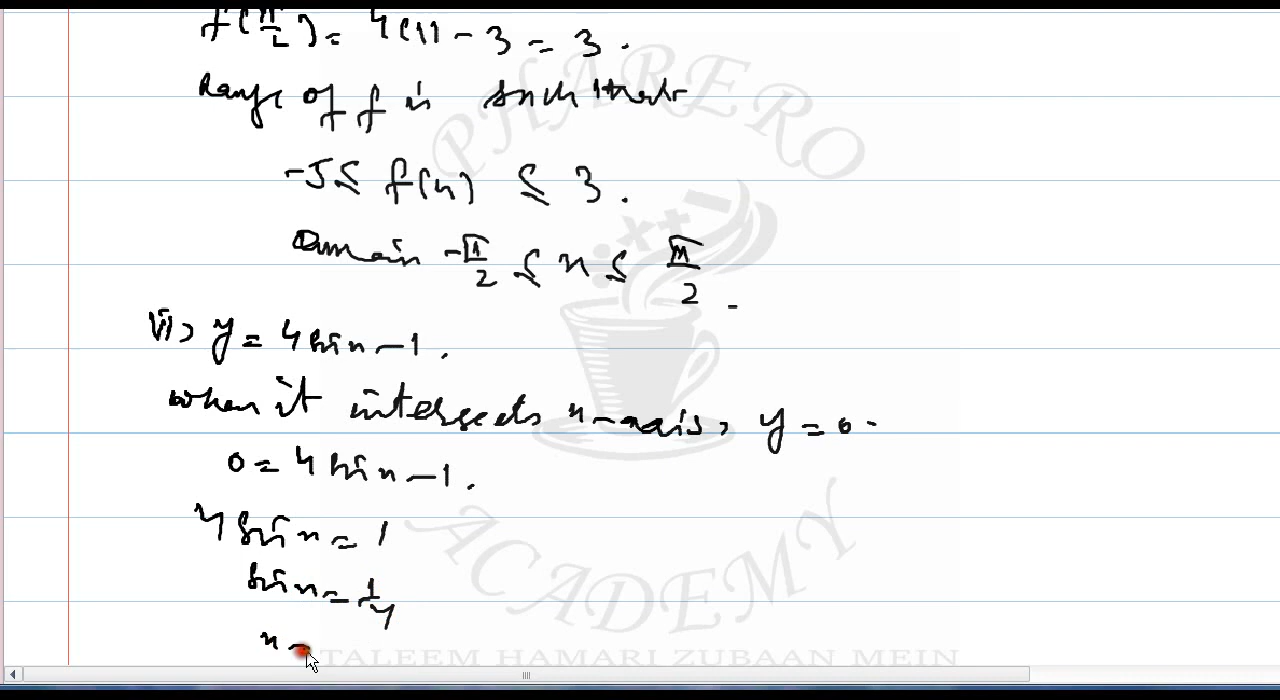 f(π/2) = 4(1) - 3 = 3.
Range of f is such that
-5 ≤ f(x) ≤ 3.
Domain -π/2 ≤ x ≤ π/2.
ii> y = 4 sin x - 1.
when it intersects x-axis, y = 0.
0 = 4 sin x - 1.
4 sin x = 1
sin x = 1/4
x -
PHARERO
ACADEMY
TALEEM HAMARI ZUBAAN MEIN